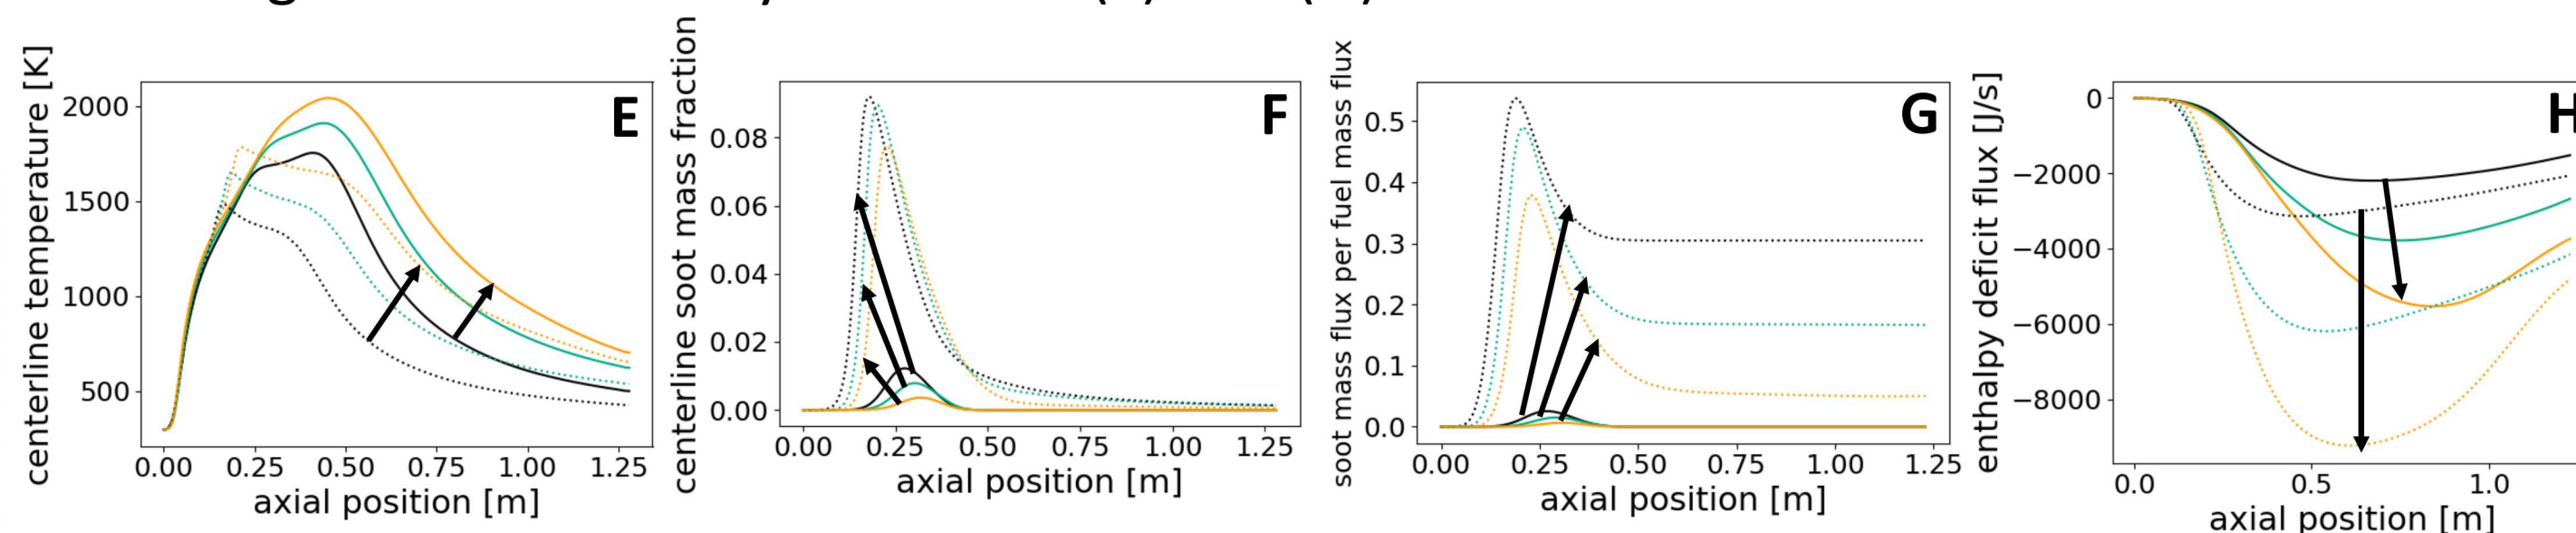 centerline temperature [K]
2000
1500
1000
500
0.00 0.25 0.50 0.75 1.00 1.25
axial position [m]
E
centerline soot mass fraction
0.08
0.06
0.04
0.02
0.00
0.00 0.25 0.50 0.75 1.00 1.25
axial position [m]
F
soot mass flux per fuel mass flux
0.5
0.4
0.3
0.2
0.1
0.0
0.00 0.25 0.50 0.75 1.00 1.25
axial position [m]
G
enthalpy deficit flux [J/s]
0
−2000
−4000
−6000
−8000
0.0 0.5 1.0
axial position [m]
H